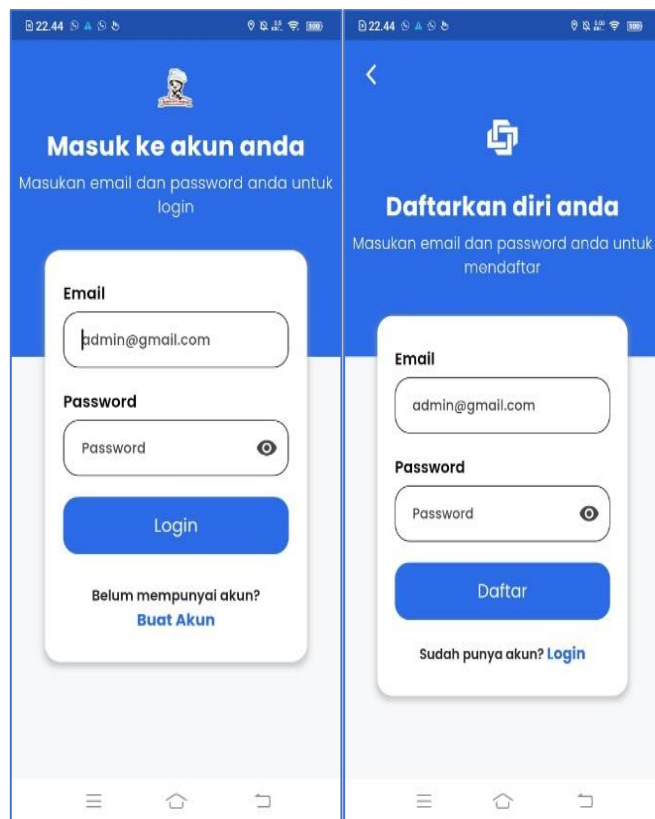 22.44
Masuk ke akun anda
Masukan email dan password anda untuk
login
Email
admin@gmail.com
Password
Password
Login
Belum mempunyai akun?
Buat Akun
22.44
Daftarkan diri anda
Masukan email dan password anda untuk
mendaftar
Email
admin@gmail.com
Password
Password
Daftar
Sudah punya akun? Login